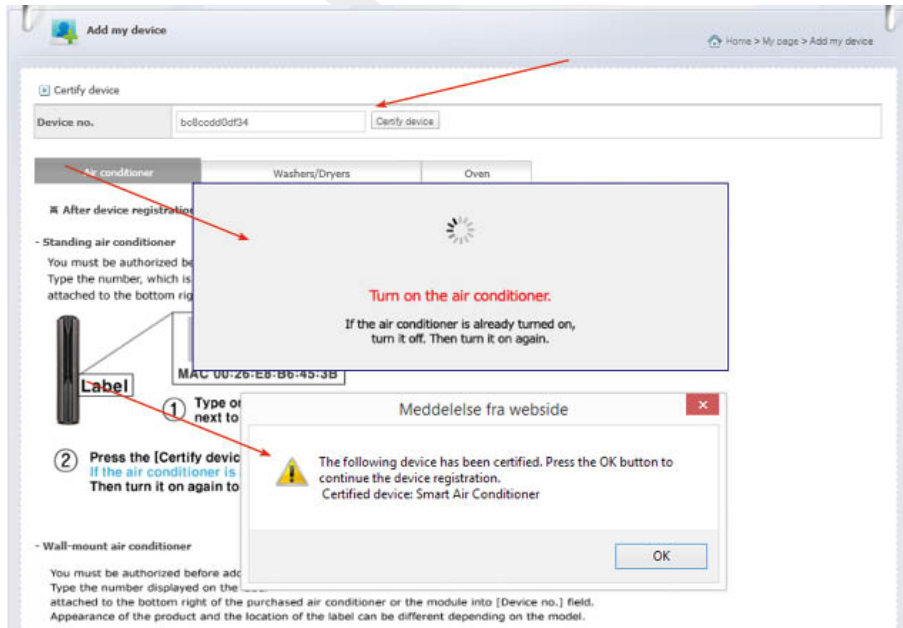 Add my device
Home > My page > Add my device
Certify device
Device no.
bc8codd0df34
Certify device
Air conditioner
Washers/Dryers
Oven
After device registration
- Standing air conditioner
You must be authorized be
Type the number, which is
attached to the bottom rig
Turn on the air conditioner.
If the air conditioner is already turned on,
turn it off. Then turn it on again.
MAC 00:26:E8:B6:45:3B
Label
1 Type or
next to
2 Press the [Certify devic
If the air conditioner is
Then turn it on again to
Meddelelse fra webside
The following device has been certified. Press the OK button to
continue the device registration.
Certified device: Smart Air Conditioner
OK
- Wall-mount air conditioner
You must be authorized before add
Type the number displayed on the
attached to the bottom right of the purchased air conditioner or the module into [Device no.] field.
Appearance of the product and the location of the label can be different depending on the model.